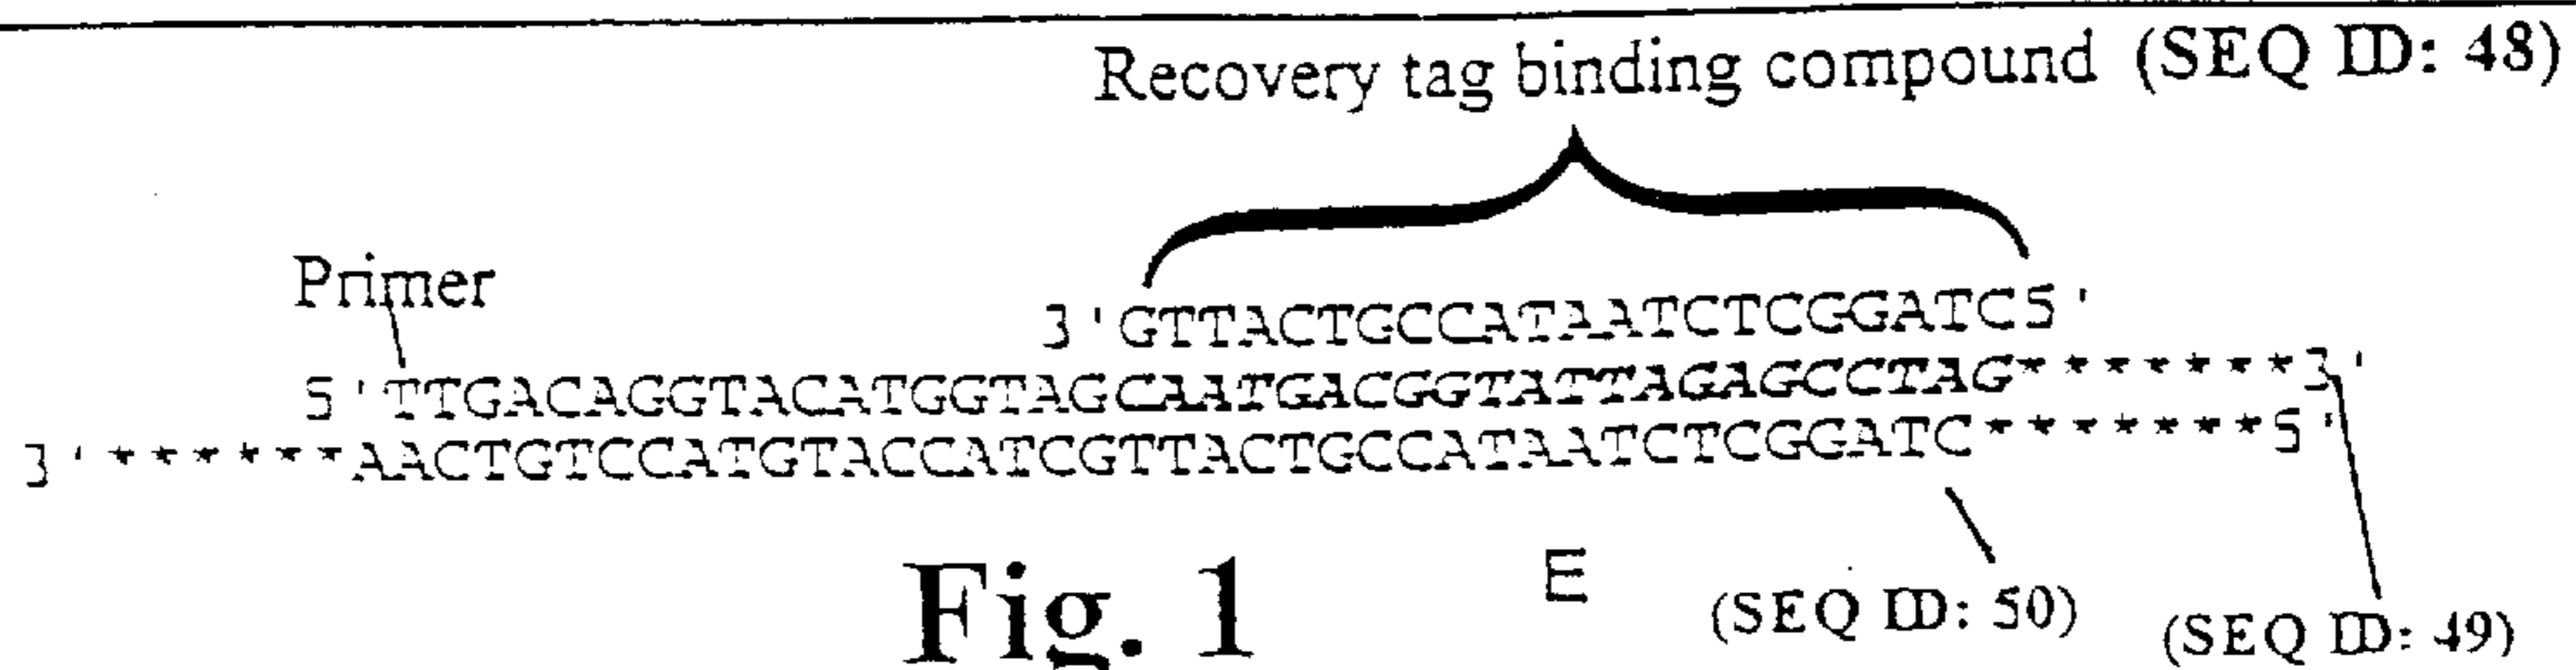 Recovery tag binding compound (SEQ ID: 48)
Primer
3'GTTACTGCCATAATCTCGGATC5'
5'TTGACAGGTACATGGTAGCAATGACGGTATTAGAGCCTAG*******3'
3'******AACTGTCCATGTACCATCGTTACTGCCATAATCTCGGATC*******5'
Fig. 1 E (SEQ ID: 50) (SEQ ID: 49)